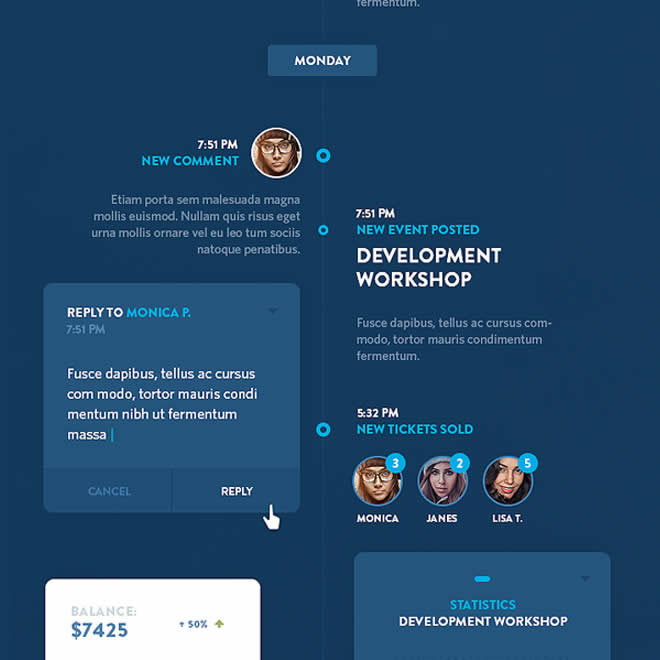 fermentum.
MONDAY
7:51 PM
NEW COMMENT
Etiam porta sem malesuada magna
mollis euismod. Nullam quis risus eget
urna mollis ornare vel eu leo tum sociis
natoque penatibus.
7:51 PM
NEW EVENT POSTED
DEVELOPMENT
WORKSHOP
Fusce dapibus, tellus ac cursus com-
modo, tortor mauris condimentum
fermentum.
REPLY TO MONICA P.
7:51 PM
Fusce dapibus, tellus ac cursus
com modo, tortor mauris condi
mentum nibh ut fermentum
massa
CANCEL
REPLY
5:32 PM
NEW TICKETS SOLD
3
2
5
MONICA
JANES
LISA T.
BALANCE:
$7425
↑ 50%
STATISTICS
DEVELOPMENT WORKSHOP